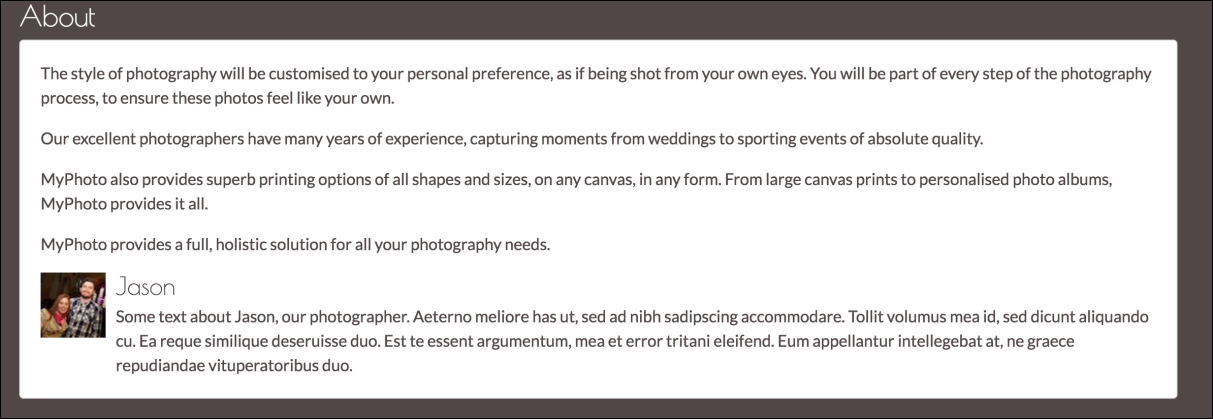 About
The style of photography will be customised to your personal preference, as if being shot from your own eyes. You will be part of every step of the photography
process, to ensure these photos feel like your own.
Our excellent photographers have many years of experience, capturing moments from weddings to sporting events of absolute quality.
MyPhoto also provides superb printing options of all shapes and sizes, on any canvas, in any form. From large canvas prints to personalised photo albums,
MyPhoto provides it all.
MyPhoto provides a full, holistic solution for all your photography needs.
Jason
Some text about Jason, our photographer. Aeterno meliore has ut, sed ad nibh sadipscing accommodare. Tollit volumus mea id, sed dicunt aliquando
cu. Ea reque similique deseruisse duo. Est te essent argumentum, mea et error tritani eleifend. Eum appellantur intellegebat at, ne graece
repudiandae vituperatoribus duo.